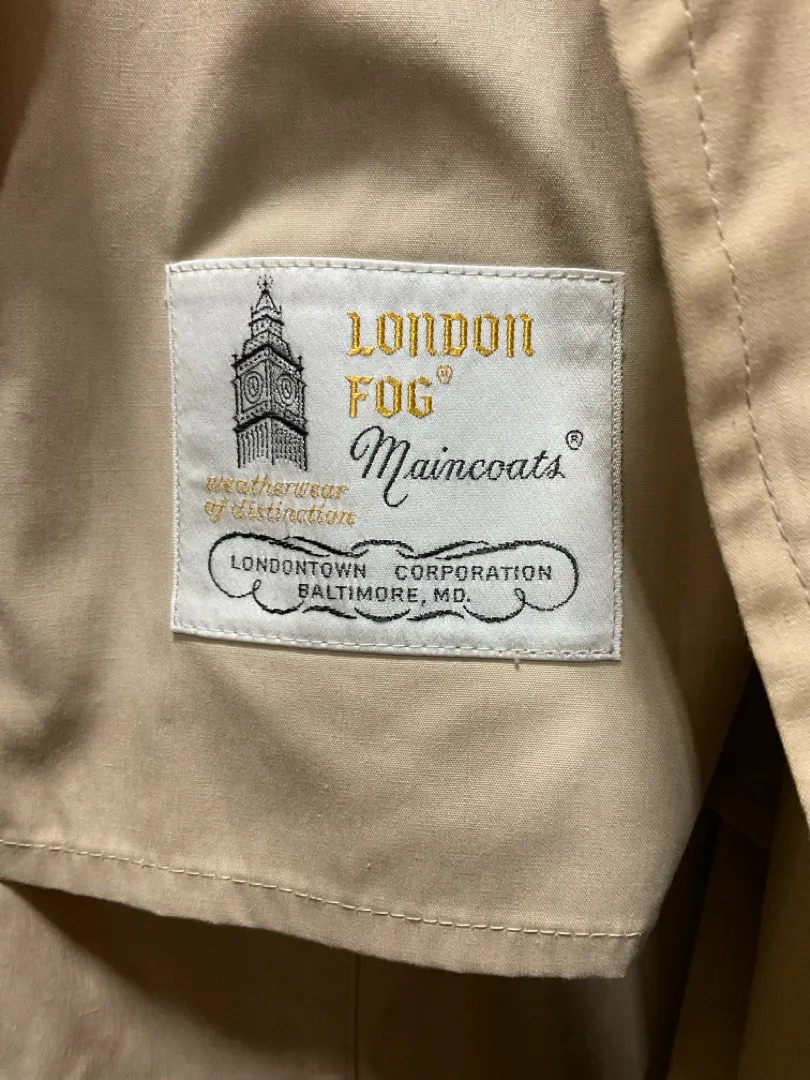 LONDON
FOG®
Maincoats®
weatherwear
of distinction
LONDONTOWN CORPORATION
BALTIMORE, MD.